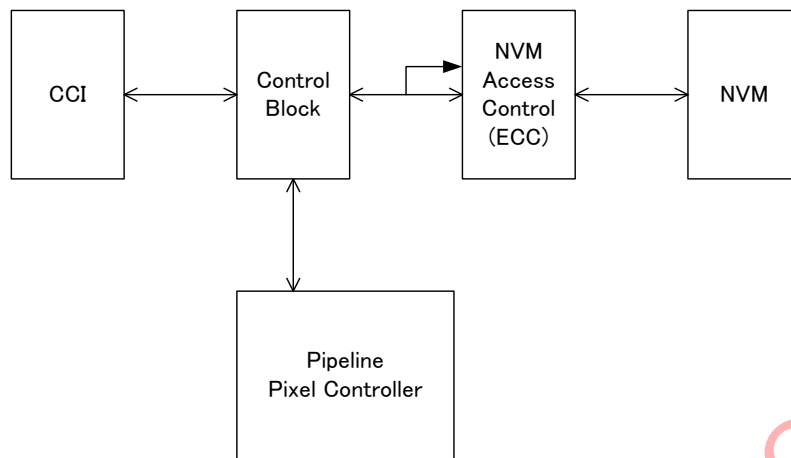 CCI
Control
Block
NVM
Access
Control
(ECC)
NVM
Pipeline
Pixel Controller